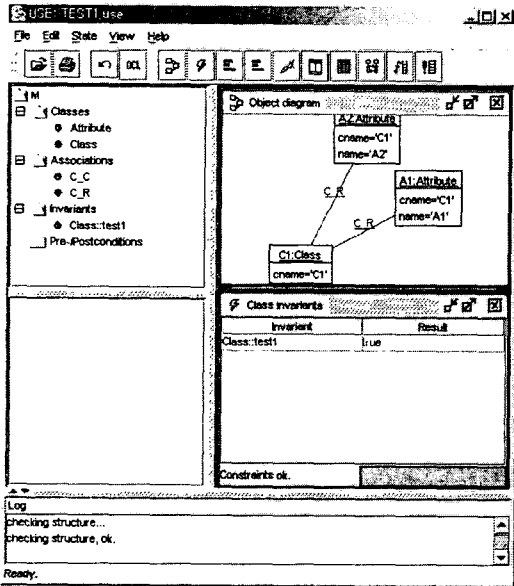 USE: TEST1.use
File Edit State View Help
OCL
M
Classes
Attribute
Class
Associations
C_C
C_R
Invariants
Class::test1
Pre-/Postconditions
Object diagram
A2:Attribute
cname='C1'
name='A2'
A1:Attribute
cname='C1'
name='A1'
C_R
C_R
C1:Class
cname='C1'
Class invariants
Invariant Result
Class::test1 true
Constraints ok.
Log
checking structure...
checking structure, ok.
Ready.